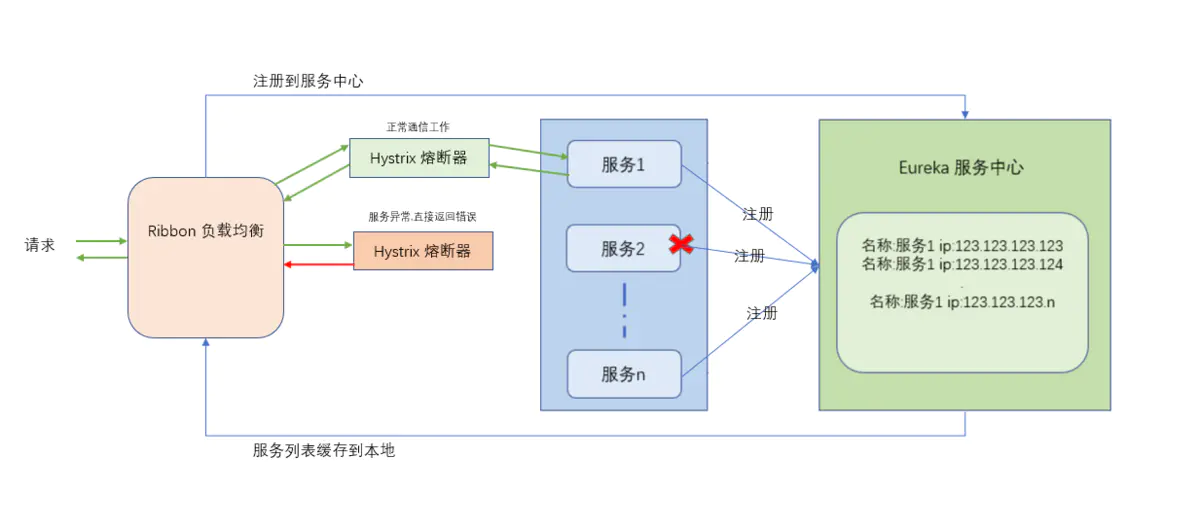 注册到服务中心
正常通信工作
Hystrix 熔断器
服务异常,直接返回错误
Hystrix 熔断器
请求
Ribbon 负载均衡
服务1
服务2
服务n
注册
注册
注册
Eureka 服务中心
名称:服务1 ip:123.123.123.123
名称:服务1 ip:123.123.123.124
.
名称:服务1 ip:123.123.123.n
服务列表缓存到本地